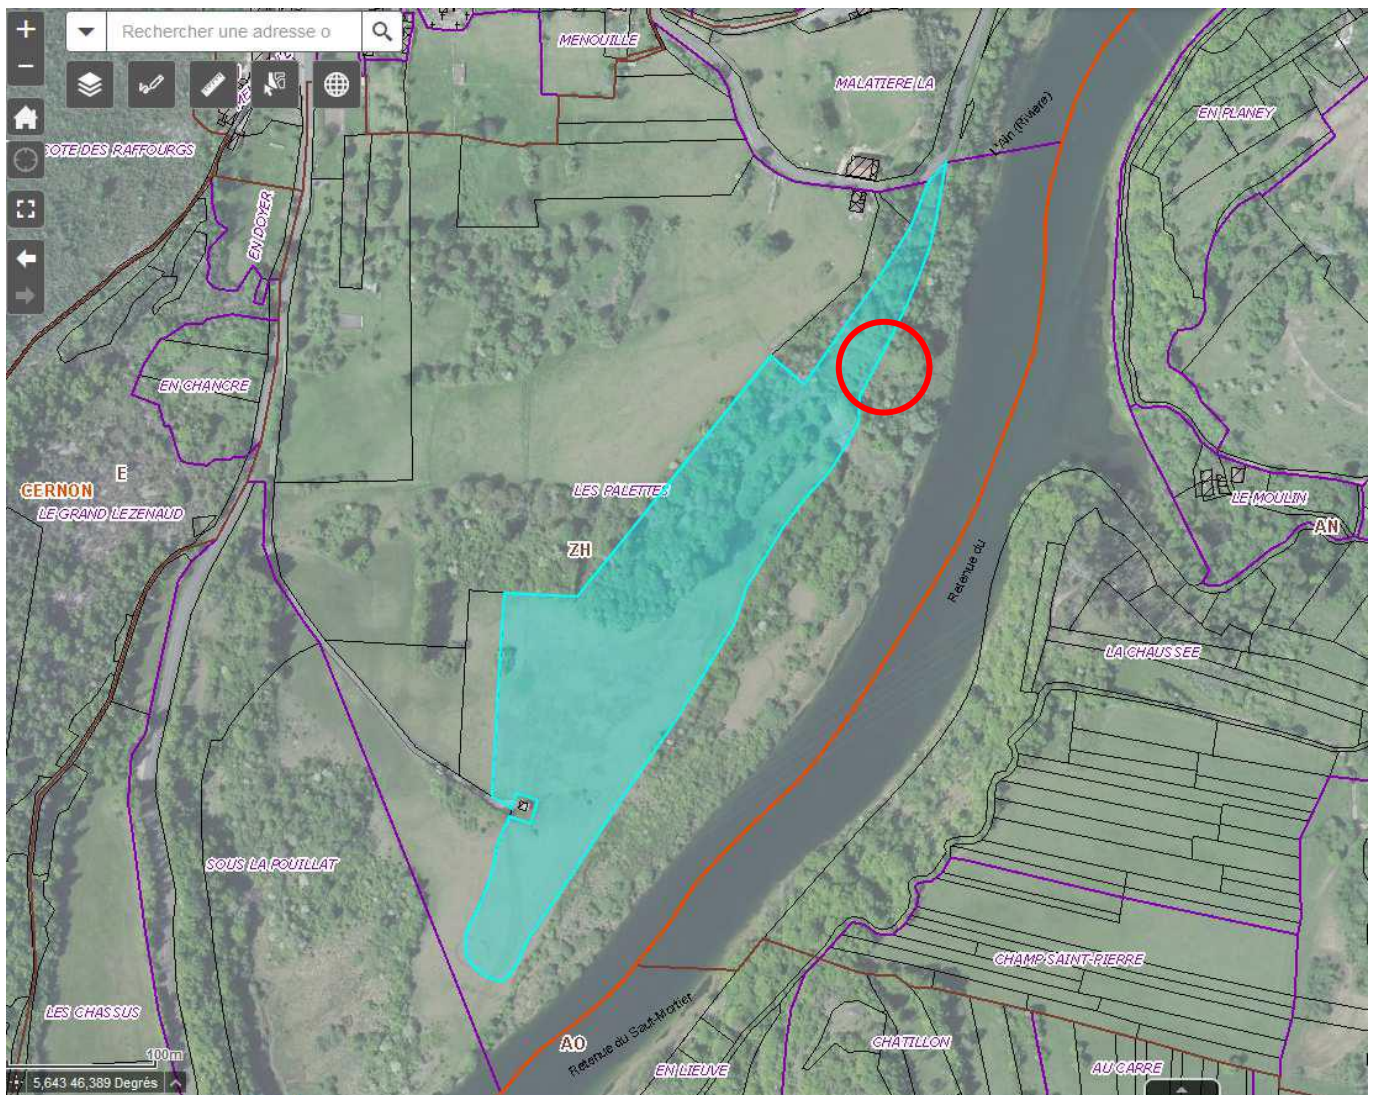 Rechercher une adresse o
MENOUILLE
MALATIERE LA
L'Ain (Rivière)
EN PLANEY
COTE DES RAFFOURGS
EN DOYER
EN CHANCRE
E
CERNON
LE GRAND LEZENAUD
LES PALETTES
ZH
LE MOULIN
AN
Retenue du
LA CHAUSSEE
SOUS LA POUILLAT
CHAMP SAINT-PIERRE
LES CHASSUS
Retenue du Saut-Mortier
AO
CHATILLON
EN LIEUVE
AU CARRE
100m
5,643 46,389 Degrés